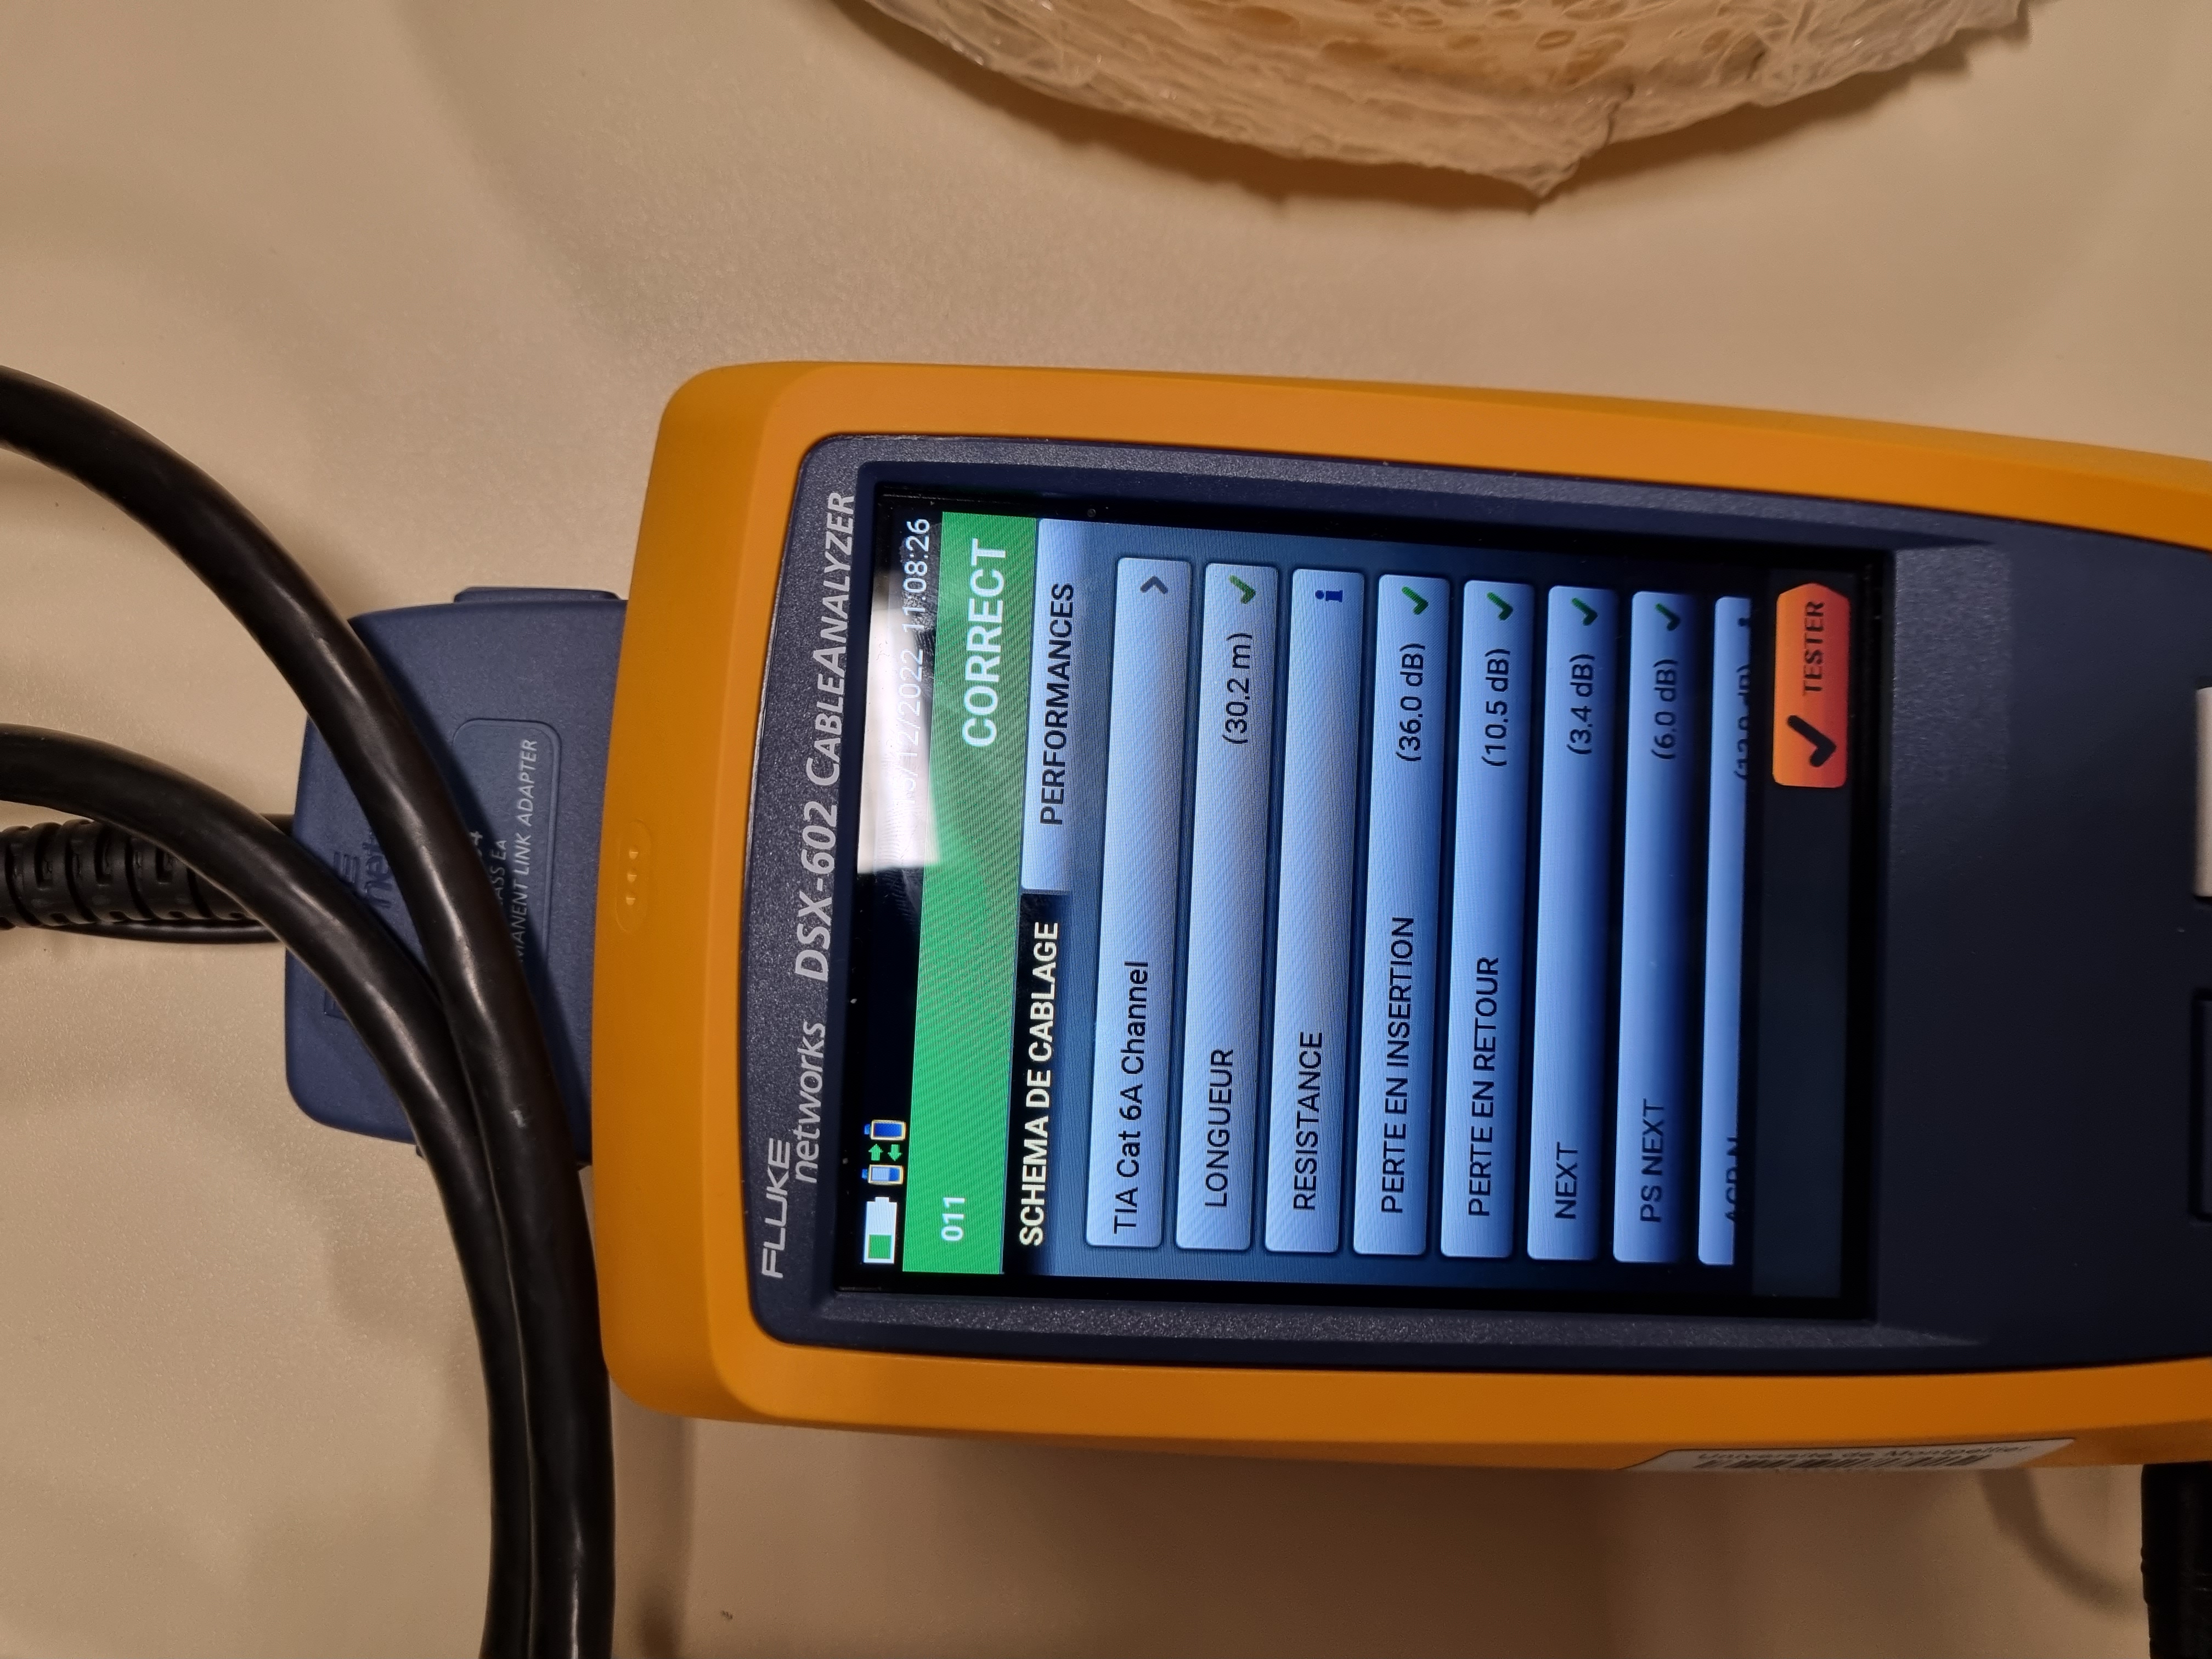 ASS EA
MANENT LINK ADAPTER
FLUKE
networks
DSX-602 CABLEANALYZER
/12/2022 11:08:26
011
CORRECT
SCHEMA DE CABLAGE
PERFORMANCES
TIA Cat 6A Channel
LONGUEUR (30,2 m)
RESISTANCE i
PERTE EN INSERTION (36,0 dB)
PERTE EN RETOUR (10,5 dB)
NEXT (3,4 dB)
PS NEXT (6,0 dB)
TESTER